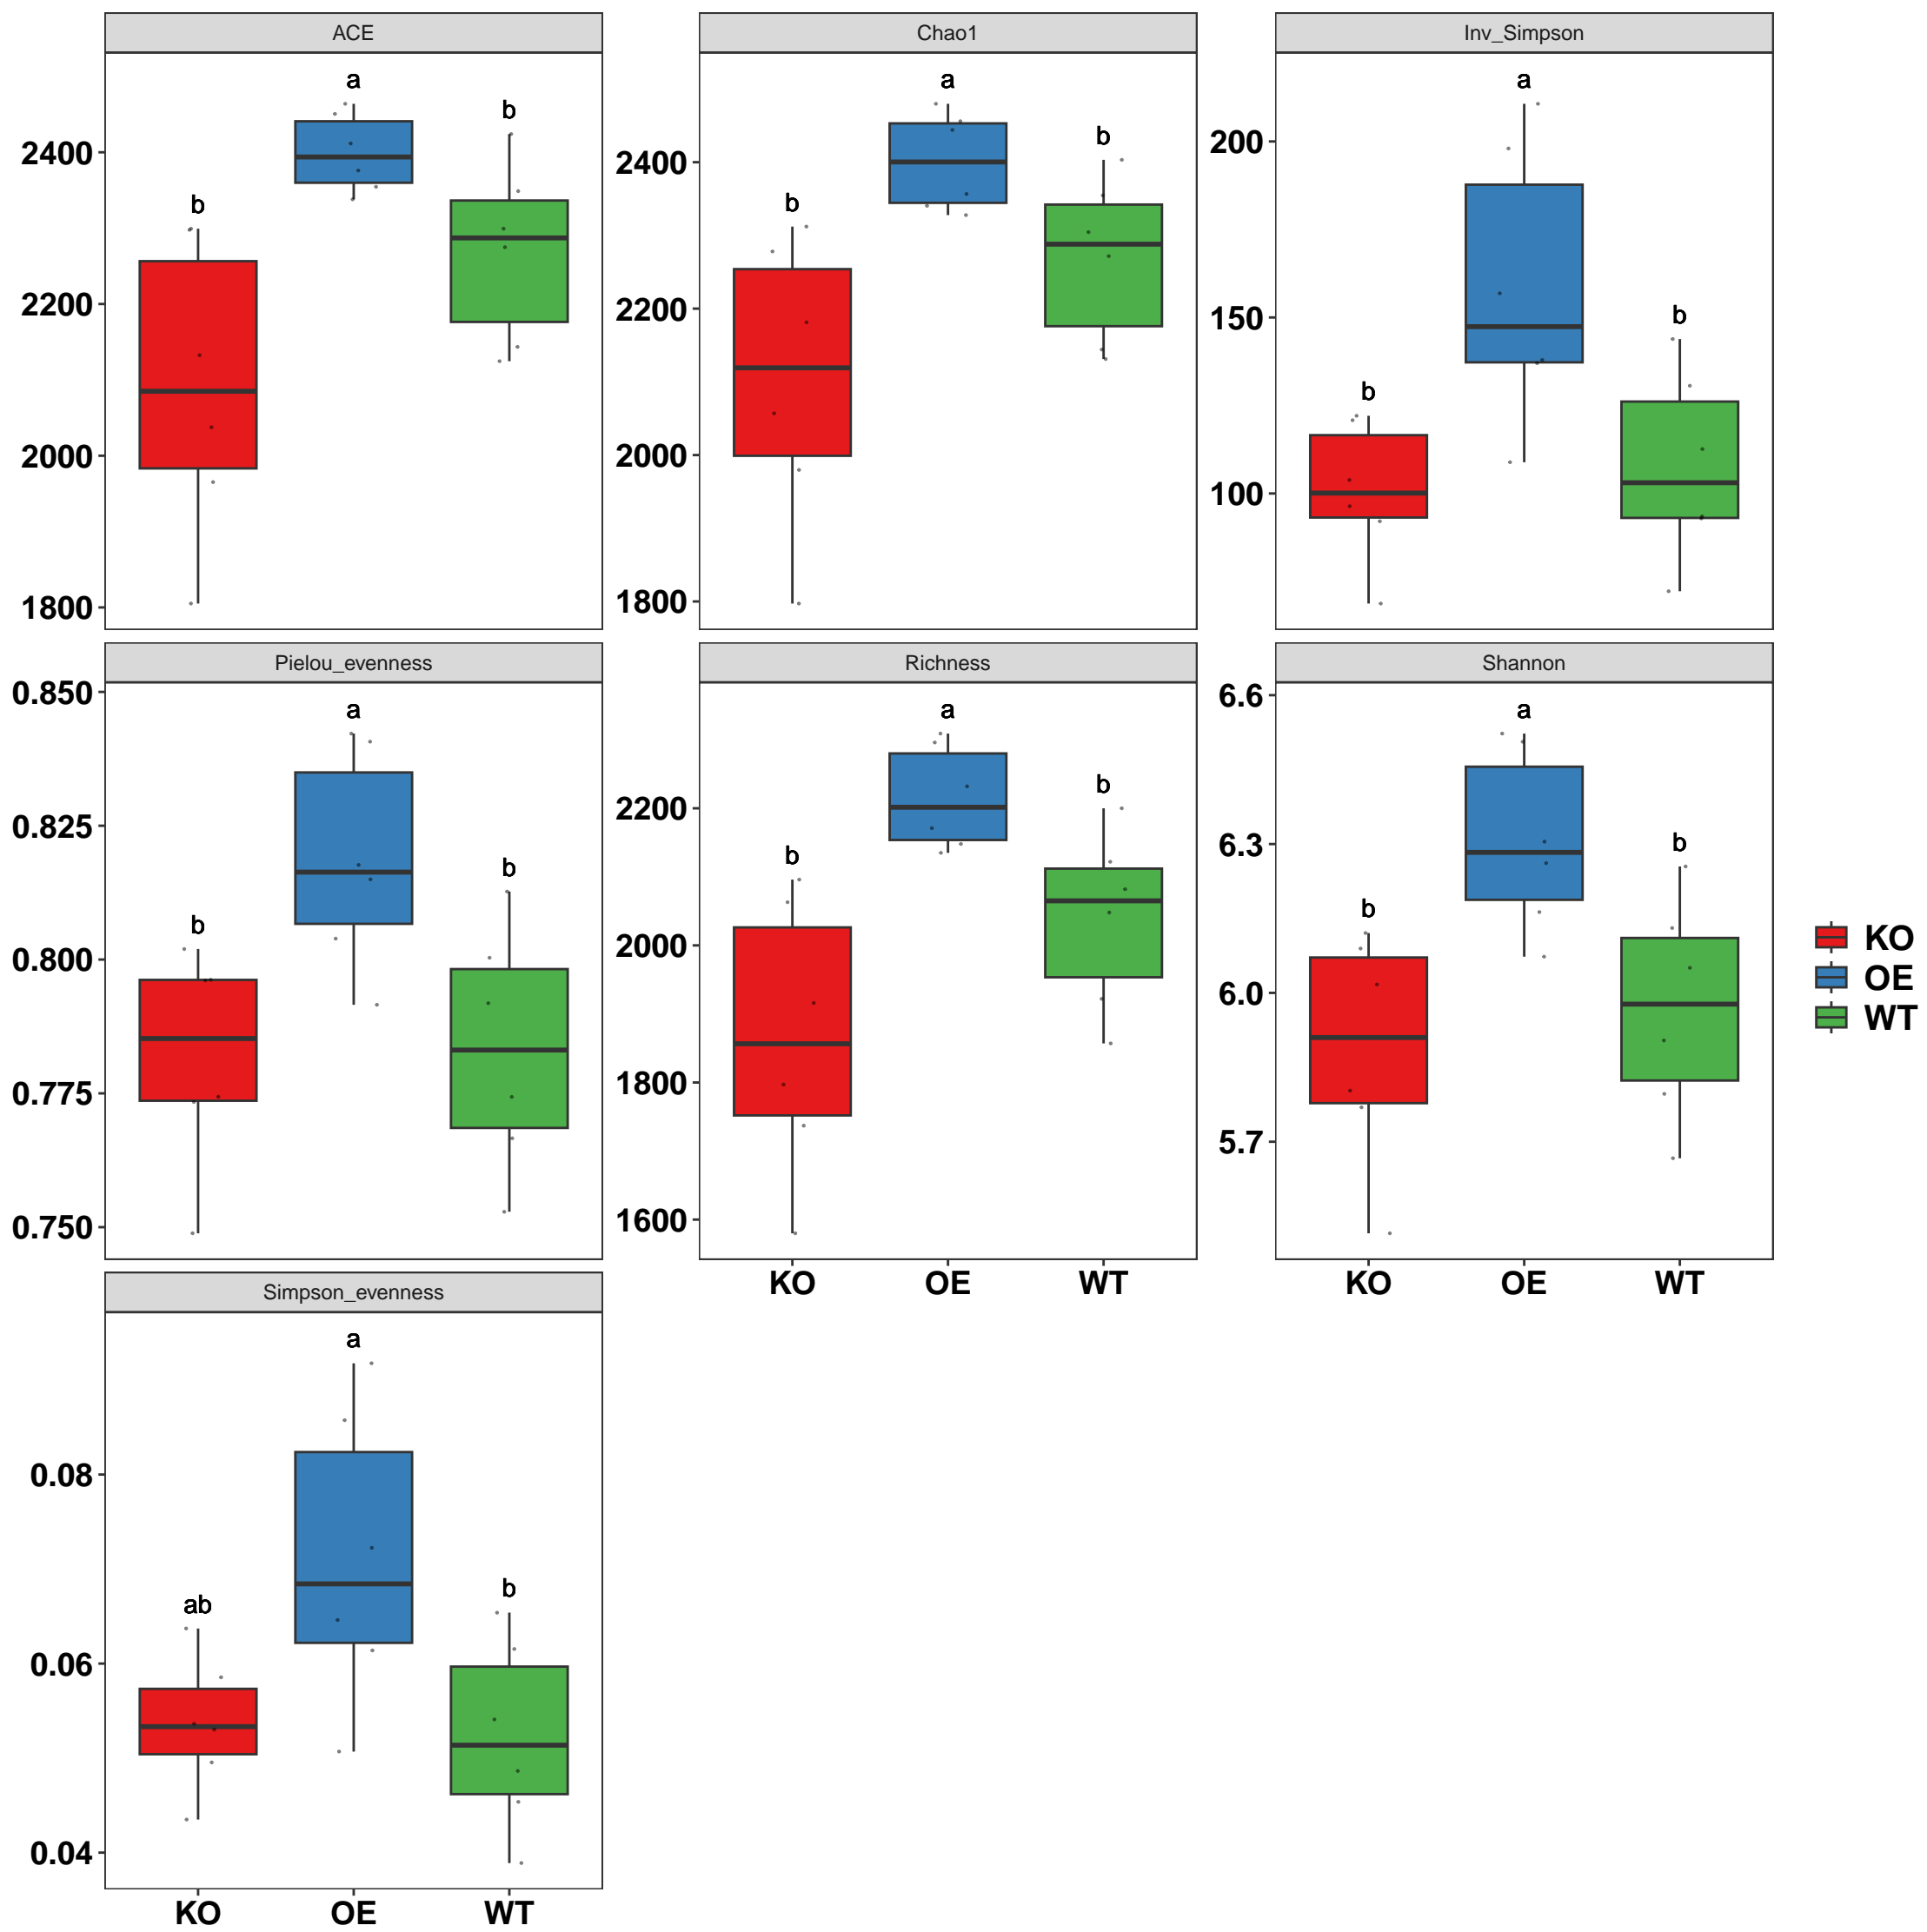 ACE
Chao1
Inv_Simpson
a
b
b
2400
2200
2000
1800
a
b
b
2400
2200
2000
1800
a
b
b
200
150
100
Pielou_evenness
Richness
Shannon
0.850
0.825
0.800
0.775
0.750
a
b
b
2200
2000
1800
1600
a
b
b
KO OE WT
6.6
6.3
6.0
5.7
a
b
b
KO OE WT
KO
OE
WT
Simpson_evenness
0.08
0.06
0.04
a
ab
b
KO OE WT